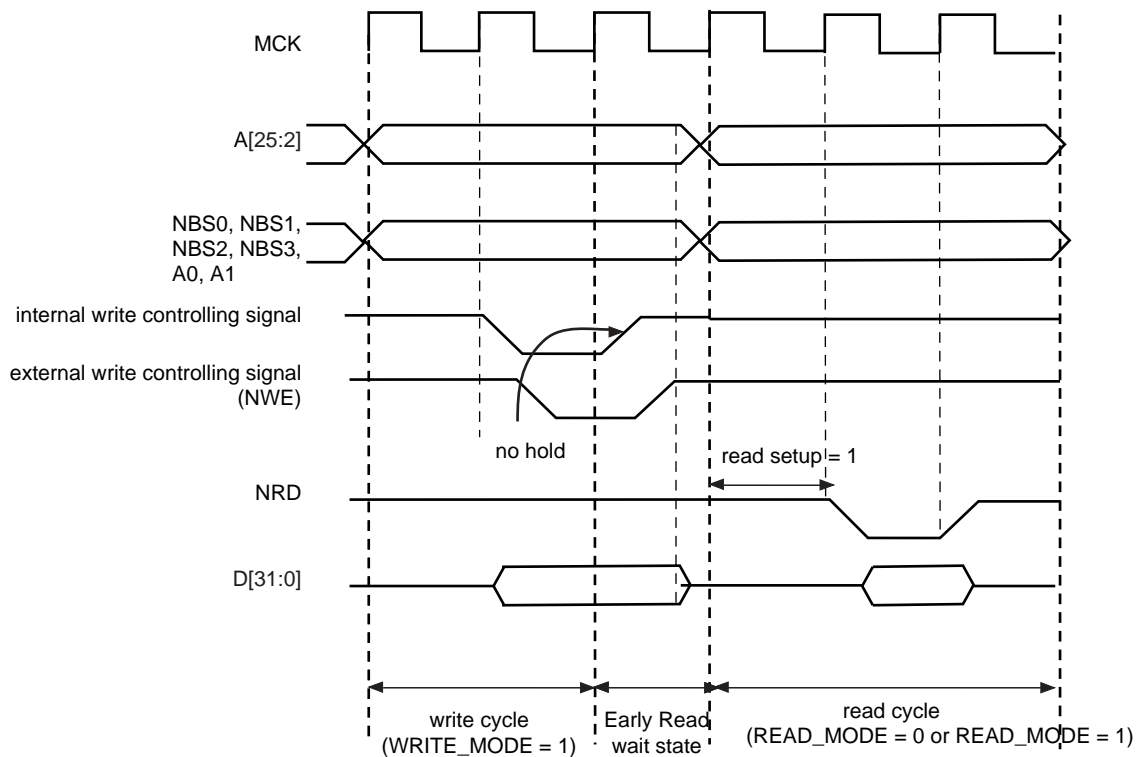 MCK
A[25:2]
NBS0, NBS1,
NBS2, NBS3,
A0, A1
internal write controlling signal
external write controlling signal
(NWE)
no hold
read setup = 1
NRD
D[31:0]
write cycle
(WRITE_MODE = 1)
Early Read
wait state
read cycle
(READ_MODE = 0 or READ_MODE = 1)